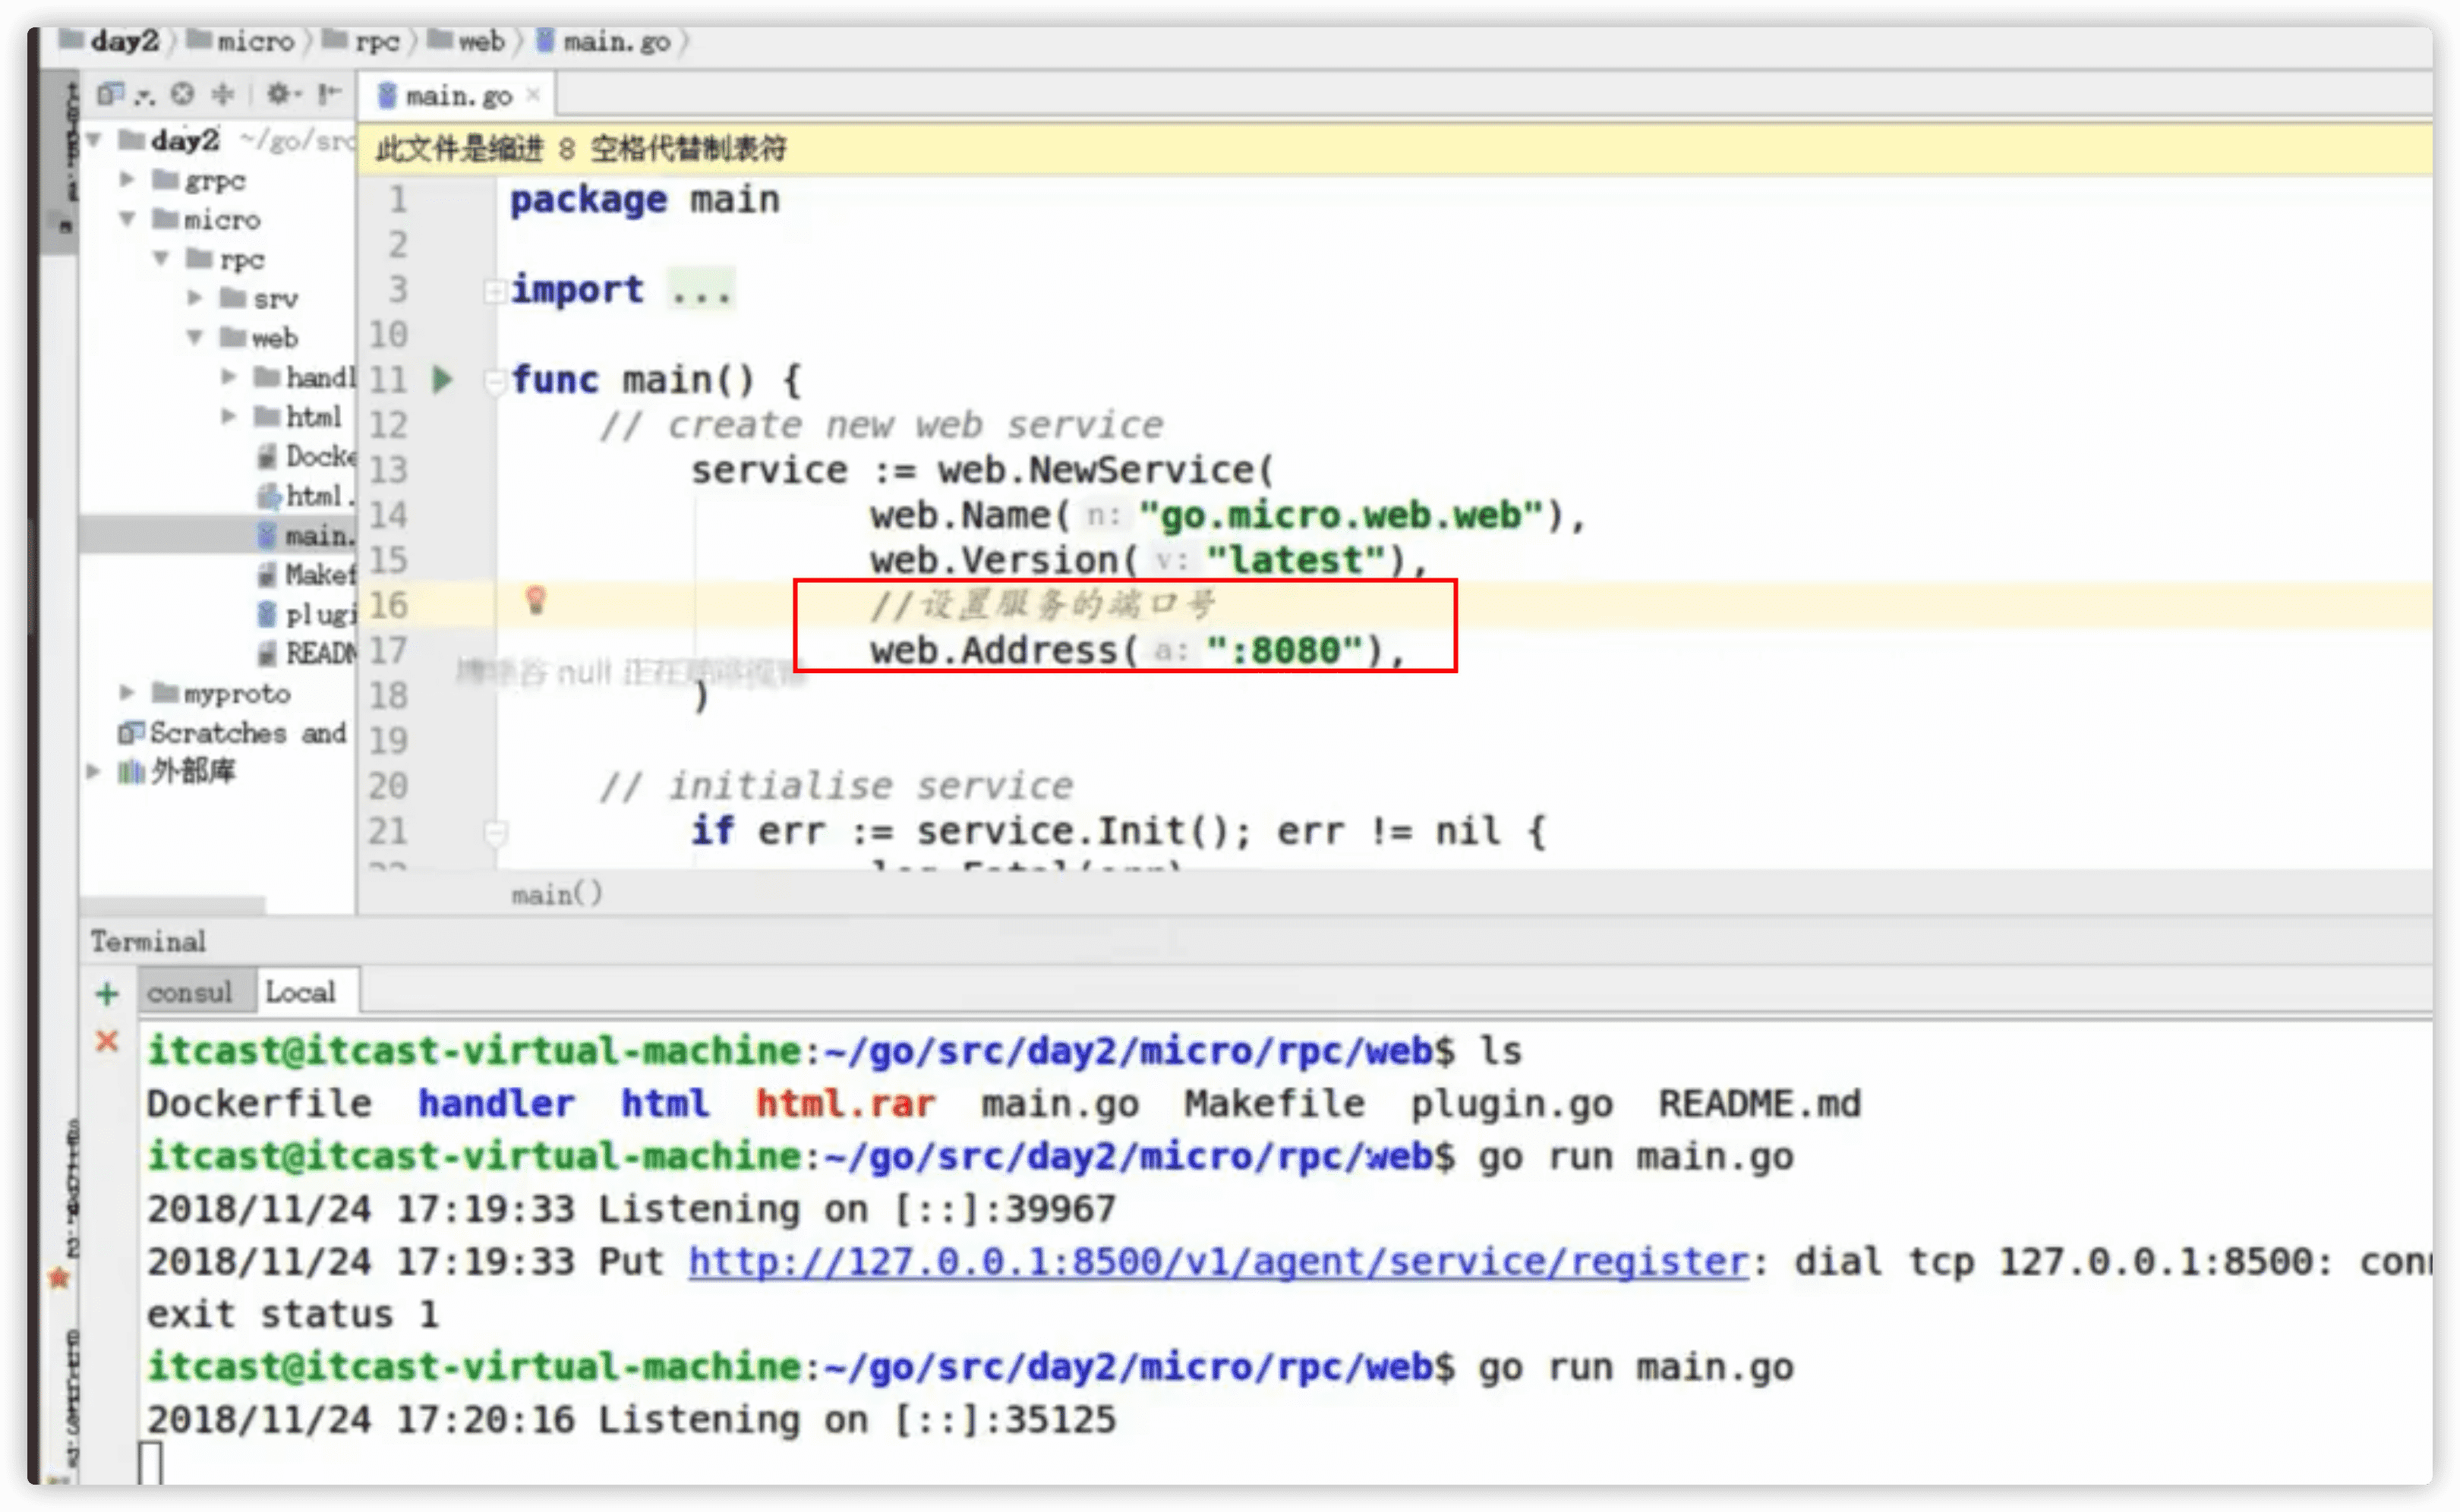 day2 micro rpc web main.go
main.go
day2 ~/go/src
此文件是缩进 8 空格代替制表符
grpc
micro
rpc
srv
web
handl
html
Docke
html.
main.
Makef
plugi
READM
myproto
Scratches and
外部库
1 package main
2
3 import ...
10
11 func main() {
12 // create new web service
13 service := web.NewService(
14 web.Name( n: "go.micro.web.web"),
15 web.Version( v: "latest"),
16 //设置服务的端口号
17 web.Address( a: ":8080"),
18 )
19
20 // initialise service
21 if err := service.Init(); err != nil {
main()
Terminal
consul Local
itcast@itcast-virtual-machine:~/go/src/day2/micro/rpc/web$ ls
Dockerfile handler html html.rar main.go Makefile plugin.go README.md
itcast@itcast-virtual-machine:~/go/src/day2/micro/rpc/web$ go run main.go
2018/11/24 17:19:33 Listening on [::]:39967
2018/11/24 17:19:33 Put http://127.0.0.1:8500/v1/agent/service/register: dial tcp 127.0.0.1:8500: conn
exit status 1
itcast@itcast-virtual-machine:~/go/src/day2/micro/rpc/web$ go run main.go
2018/11/24 17:20:16 Listening on [::]:35125